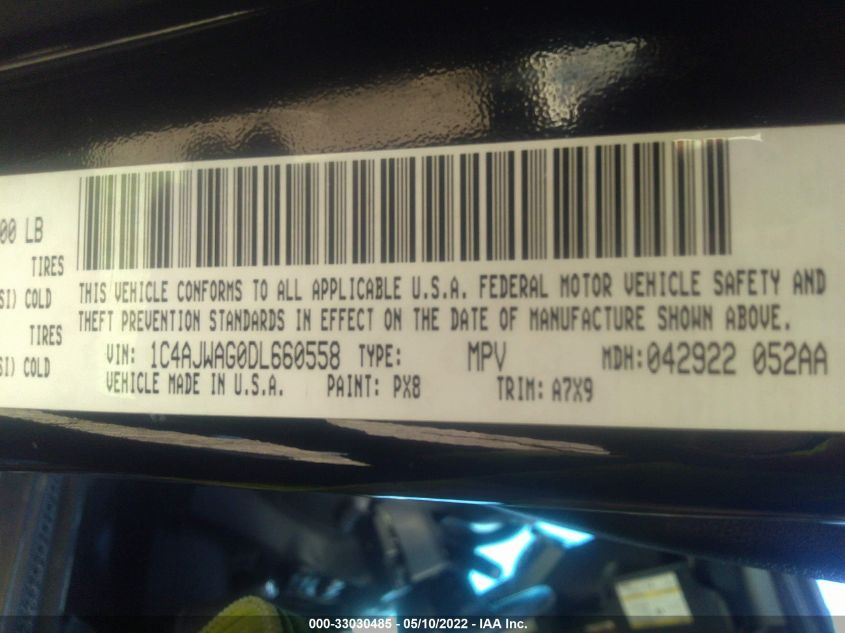 00 LB
TIRES
SI) COLD
TIRES
SI) COLD
THIS VEHICLE CONFORMS TO ALL APPLICABLE U.S.A. FEDERAL MOTOR VEHICLE SAFETY AND
THEFT PREVENTION STANDARDS IN EFFECT ON THE DATE OF MANUFACTURE SHOWN ABOVE.
VIN: 1C4AJWAG0DL660558 TYPE: MPV MDH:042922 052AA
VEHICLE MADE IN U.S.A. PAINT: PX8 TRIM: A7X9
000-33030485 - 05/10/2022 - IAA Inc.